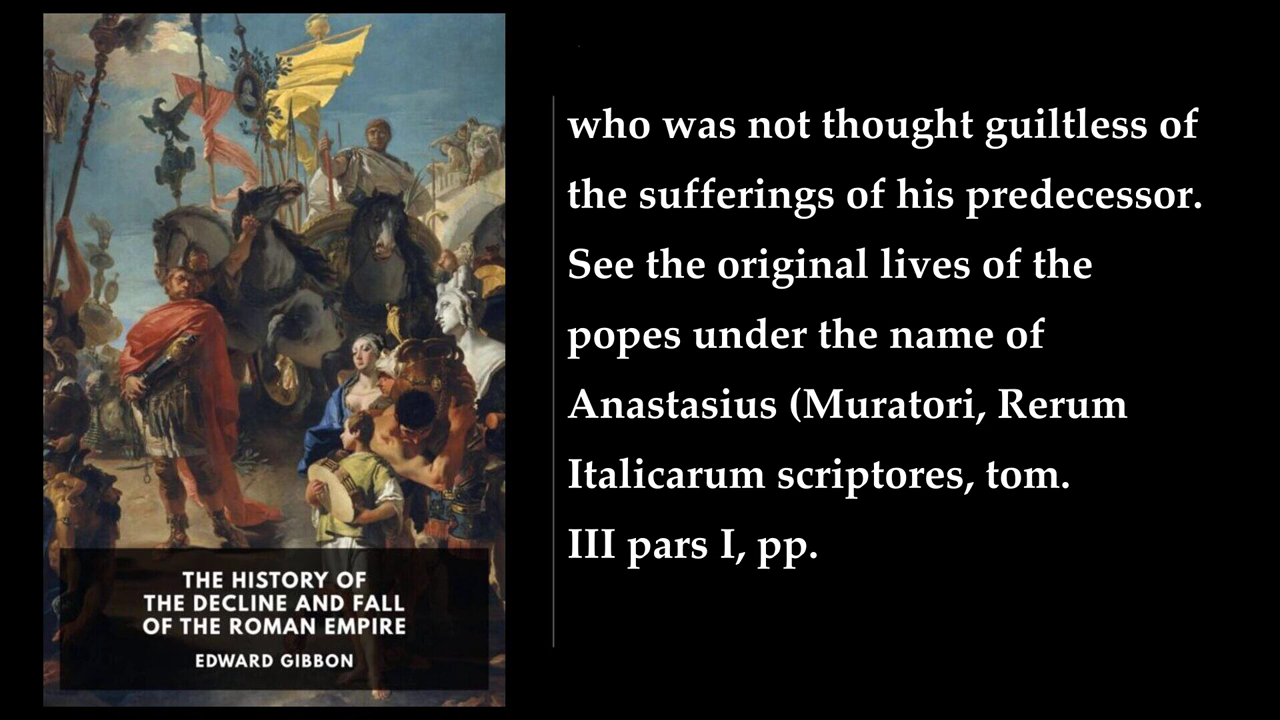 THE HISTORY OF
THE DECLINE AND FALL
OF THE ROMAN EMPIRE
EDWARD GIBBON
who was not thought guiltless of
the sufferings of his predecessor.
See the original lives of the
popes under the name of
Anastasius (Muratori, Rerum
Italicarum scriptores, tom.
III pars I, pp.